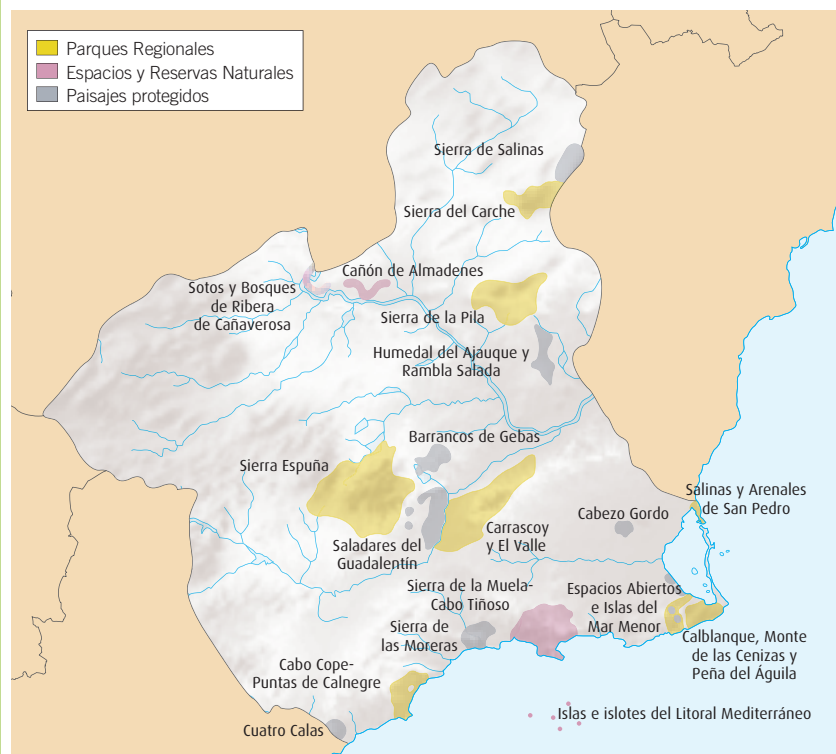 Parques Regionales
Espacios y Reservas Naturales
Paisajes protegidos
Sierra de Salinas
Sierra del Carche
Cañón de Almadenes
Sotos y Bosques
de Ribera
de Cañaverosa
Sierra de la Pila
Humedal del Ajauque y
Rambla Salada
Barrancos de Gebas
Sierra Espuña
Salinas y Arenales
de San Pedro
Cabezo Gordo
Carrascoy
y El Valle
Saladares del
Guadalentín
Sierra de la Muela-
Cabo Tiñoso
Espacios Abiertos
e Islas del
Mar Menor
Sierra de
las Moreras
Calblanque, Monte
de las Cenizas y
Peña del Águila
Cabo Cope-
Puntas de Calnegre
Islas e islotes del Litoral Mediterráneo
Cuatro Calas